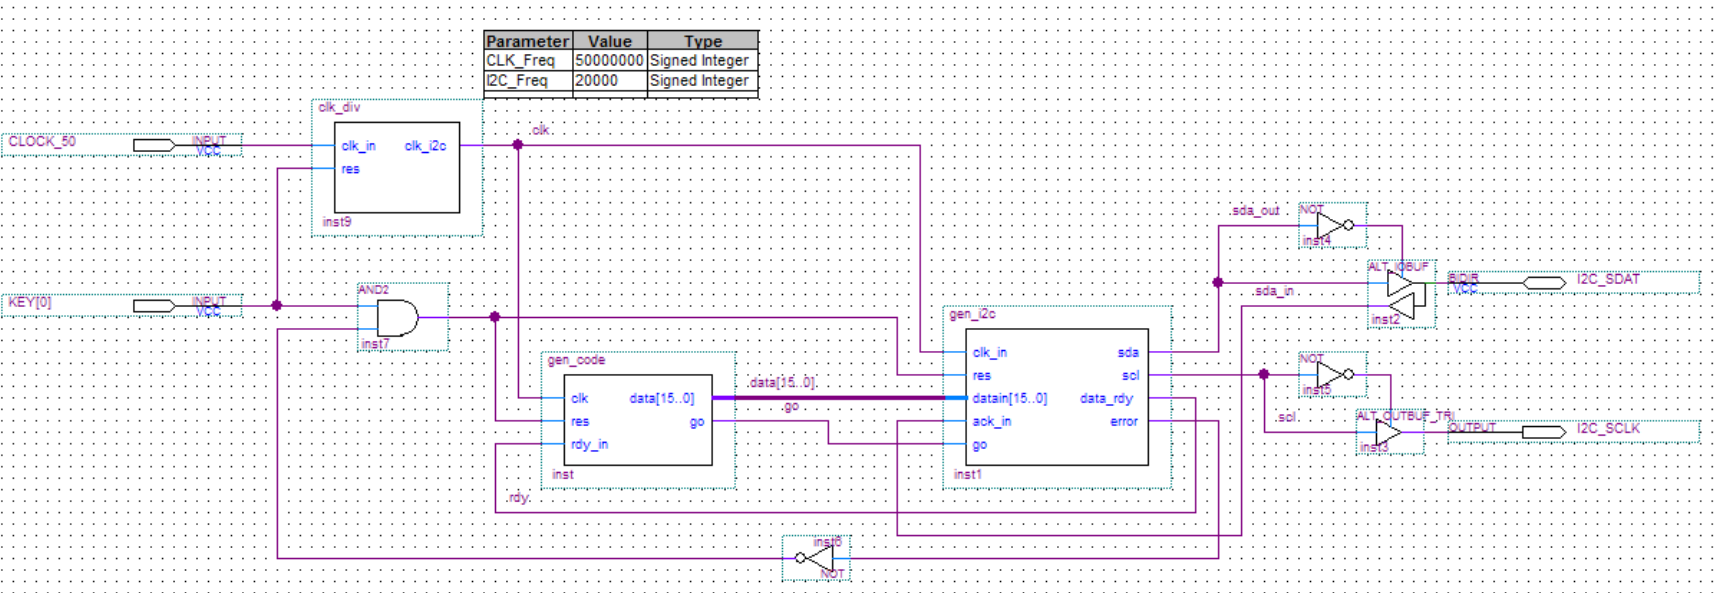 Parameter Value Type
CLK_Freq 50000000 Signed Integer
I2C_Freq 20000 Signed Integer
clk_div
CLOCK_50
INPUT
VCC
clk_in
clk_i2c
res
inst9
clk
KEY[0]
INPUT
VCC
AND2
inst7
gen_code
clk
data[15..0]
res
go
rdy_in
inst
data[15..0]
go
rdy
gen_i2c
clk_in
sda
res
scl
datain[15..0]
data_rdy
ack_in
error
go
inst1
sda_out
NOT
inst4
ALT_IOBUF
sda_in
inst2
BIDIR
VCC
I2C_SDAT
NOT
inst5
scl
ALT_OUTBUF_TRI
inst3
OUTPUT
I2C_SCLK
inst6
NOT